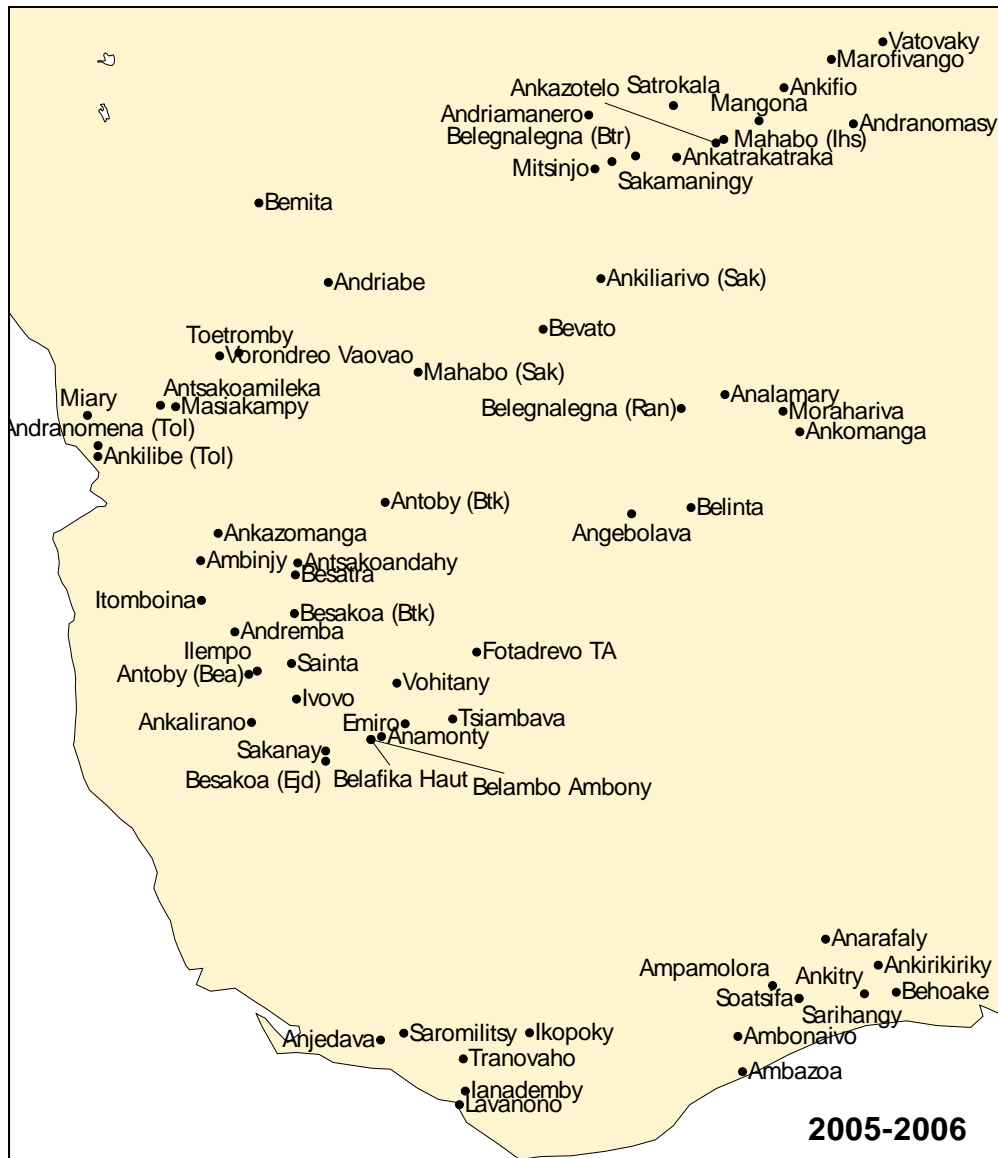 Vatovaky
Marofivango
Ankazotelo
Satrokala
Ankifio
Mangona
Andriamanero
Andranomasy
Belegnalegna (Btr)
Mahabo (Ihs)
Mitsinjo
Ankatrakatraka
Sakamaningy
Bemita
Andriabe
Ankiliarivo (Sak)
Bevato
Toetromby
Vorondreo Vaovao
Mahabo (Sak)
Miary
Antsakoamileka
Masiakampy
Analamary
Belegnalegna (Ran)
Morahariva
Andranomena (Tol)
Ankomanga
Ankilibe (Tol)
Antoby (Btk)
Belinta
Angebolava
Ankazomanga
Ambinjy
Antsakoandahy
Besatra
Itomboina
Besakoa (Btk)
Andremba
Ilempo
Fotadrevo TA
Sainta
Antoby (Bea)
Vohitany
Ivovo
Ankalirano
Emiro
Tsiambava
Anamonty
Sakanay
Besakoa (Ejd)
Belafika Haut
Belambo Ambony
Anarafaly
Ampamolora
Ankitry
Ankirikiriky
Soatsifa
Behoake
Sarihangy
Anjedava
Saromilitsy
Ikopoky
Ambonaivo
Tranovaho
Ambazoa
Ianademby
Lavanono
2005-2006